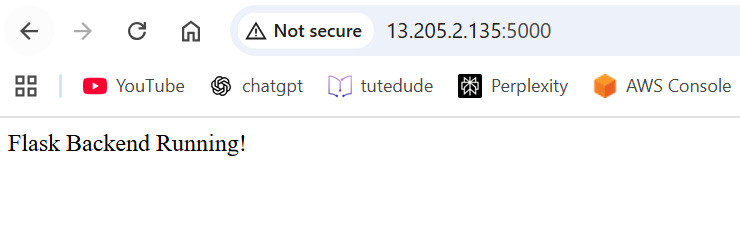 Not secure 13.205.2.135:5000
YouTube chatgpt tutedude Perplexity AWS Console
Flask Backend Running!